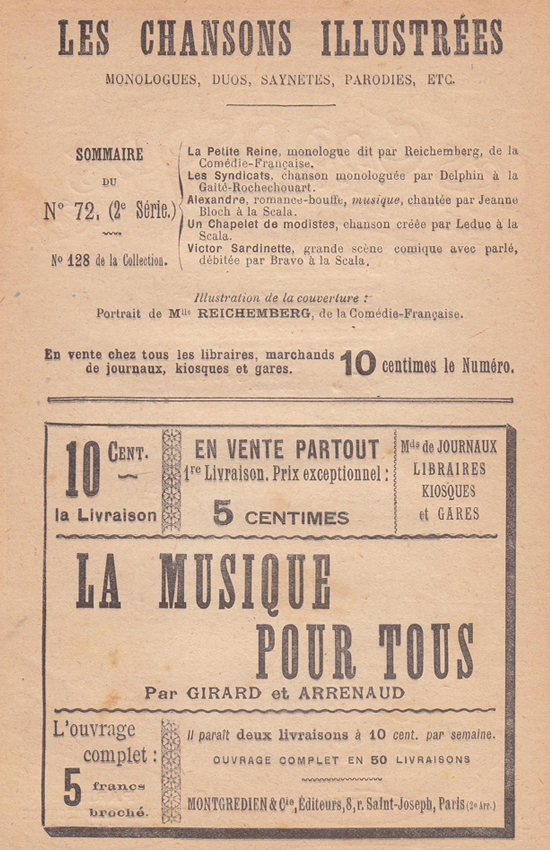 LES CHANSONS ILLUSTRÉES
MONOLOGUES, DUOS, SAYNETES, PARODIES, ETC.
SOMMAIRE
DU
No 72, (2e Série.)
No 128 de la Collection.
La Petite Reine, monologue dit par Reichemberg, de la
Comédie-Française.
Les Syndicats, chanson monologuée par Delphin à la
Gaîté-Rochechouart.
Alexandre, romance-bouffe, musique, chantée par Jeanne
Bloch à la Scala.
Un Chapelet de modistes, chanson créée par Leduc à la
Scala.
Victor Sardinette, grande scène comique avec parlé,
débitée par Bravo à la Scala.
Illustration de la couverture :
Portrait de Mlle REICHEMBERG, de la Comédie-Française.
En vente chez tous les libraires, marchands
de journaux, kiosques et gares.
10 centimes le Numéro.
10 CENT.
la Livraison
EN VENTE PARTOUT
1re Livraison. Prix exceptionnel :
5 CENTIMES
Mds de JOURNAUX
LIBRAIRES
KIOSQUES
et GARES
LA MUSIQUE
POUR TOUS
Par GIRARD et ARRENAUD
L'ouvrage
complet :
5 francs
broché.
Il paraît deux livraisons à 10 cent. par semaine.
OUVRAGE COMPLET EN 50 LIVRAISONS
MONTGREDIEN & Cie, Éditeurs, 8, r. Saint-Joseph, Paris (2e Arr.)